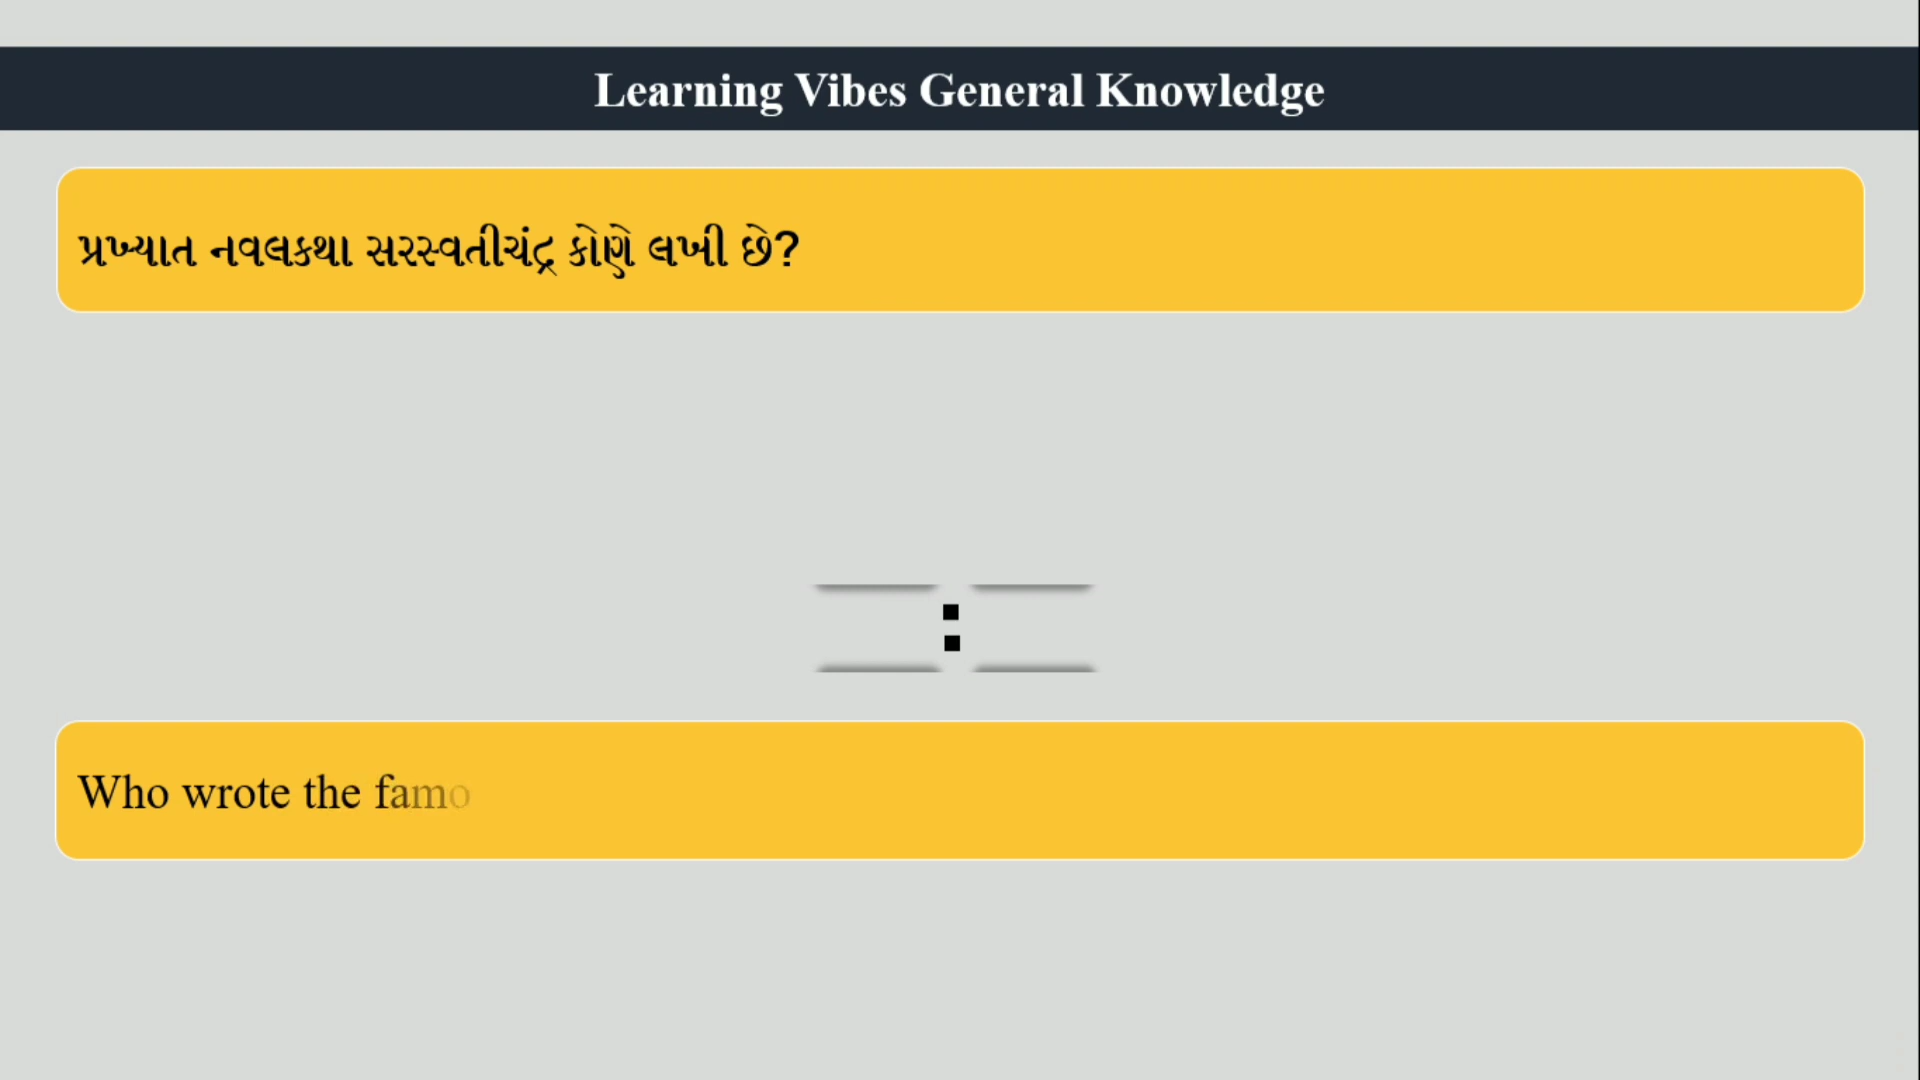 Learning Vibes General Knowledge
પ્રખ્યાત નવલકથા સરસ્વતીચંદ્ર કોણે લખી છે?
:
Who wrote the famo